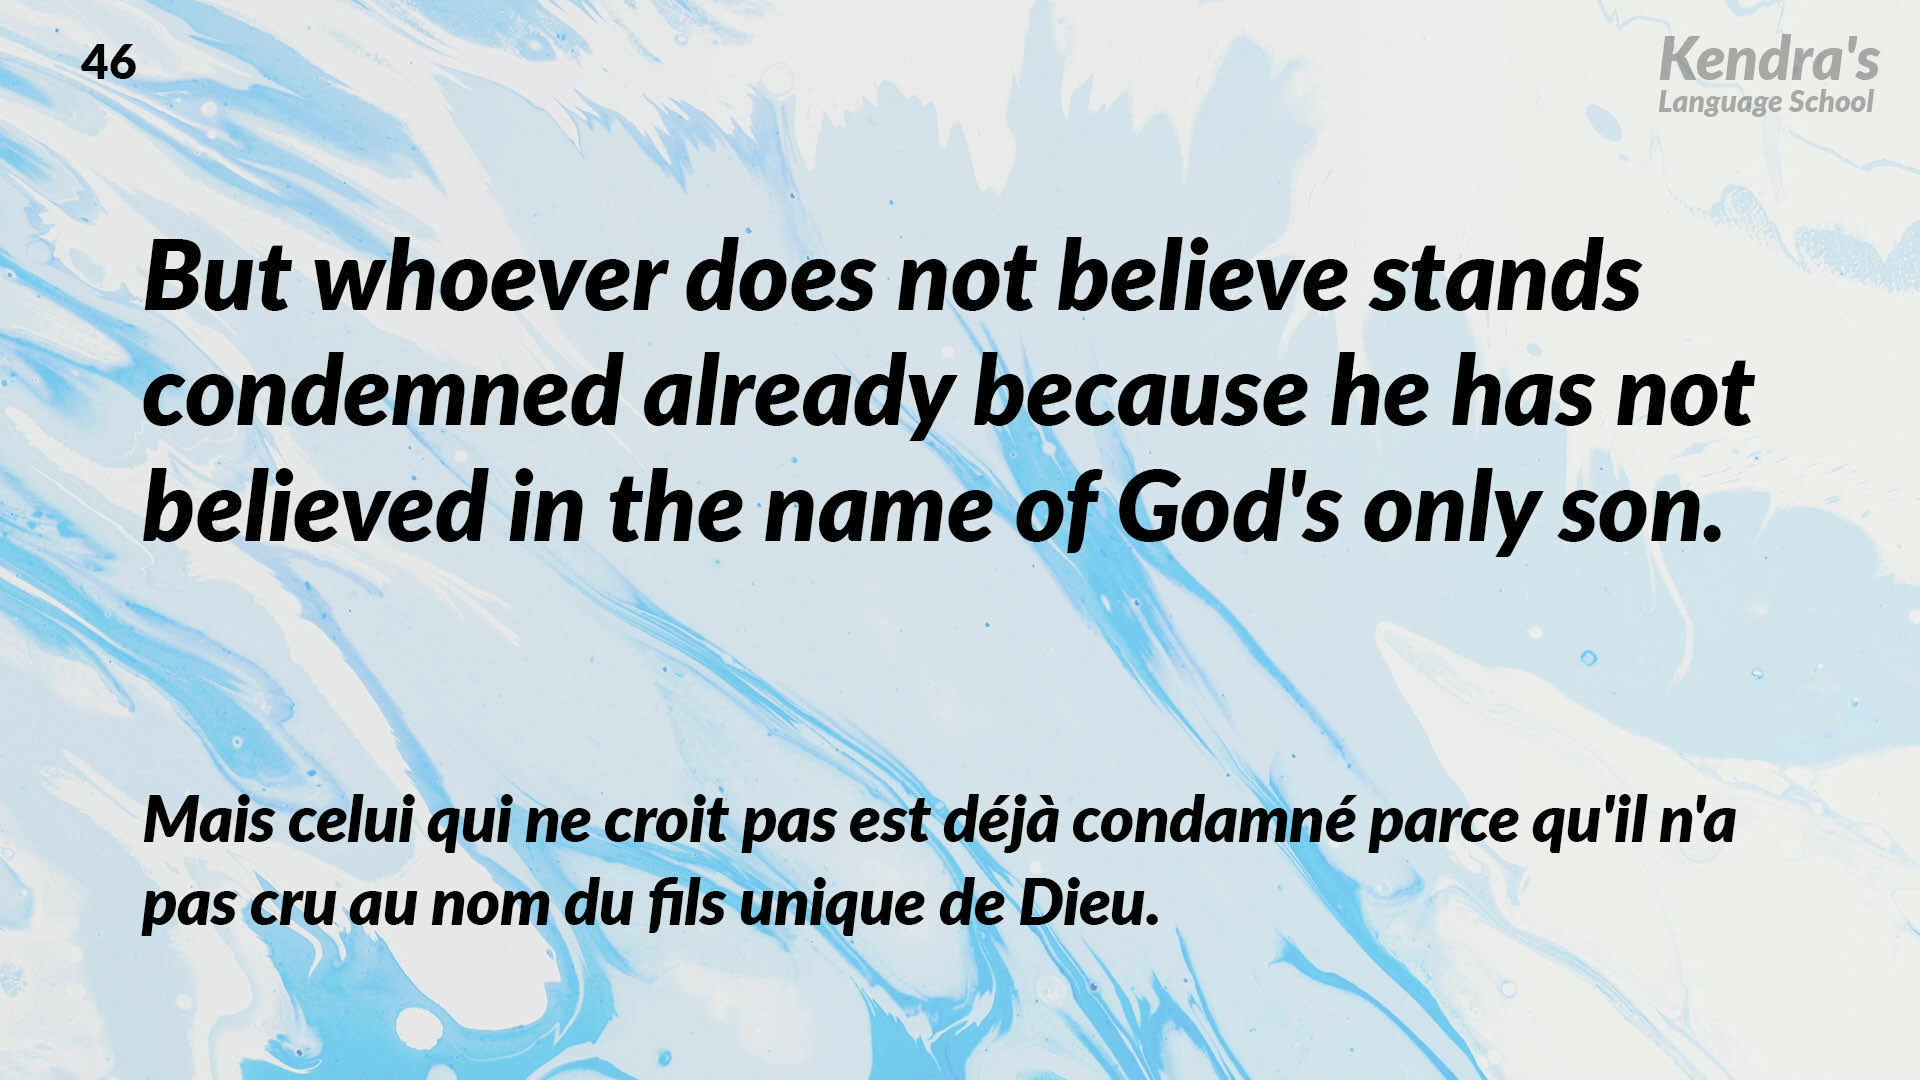 46
Kendra's
Language School
But whoever does not believe stands
condemned already because he has not
believed in the name of God's only son.
Mais celui qui ne croit pas est déjà condamné parce qu'il n'a
pas cru au nom du fils unique de Dieu.